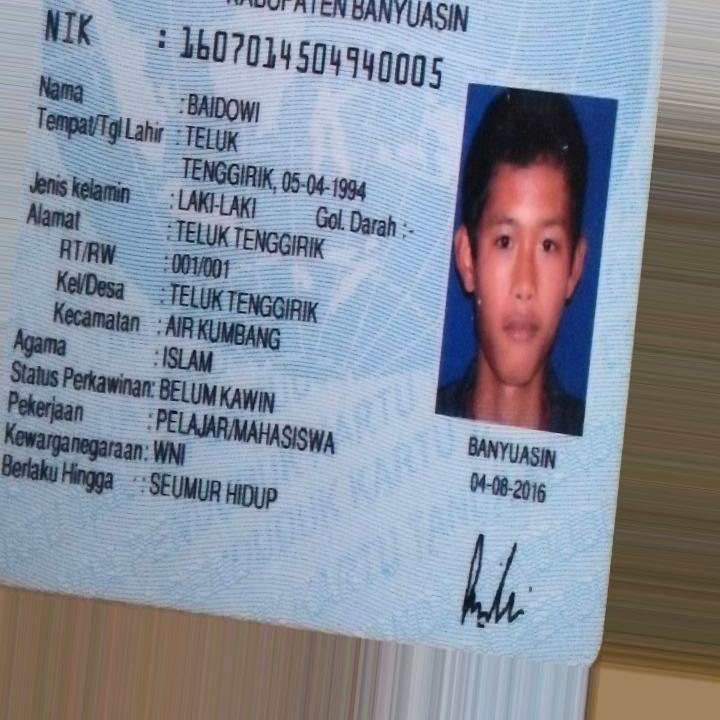 KABUPATEN BANYUASIN
NIK : 1607014504940005
Nama : BAIDOWI
Tempat/Tgl Lahir : TELUK
TENGGIRIK, 05-04-1994
Jenis kelamin : LAKI-LAKI Gol. Darah :-
Alamat : TELUK TENGGIRIK
RT/RW : 001/001
Kel/Desa : TELUK TENGGIRIK
Kecamatan : AIR KUMBANG
Agama : ISLAM
Status Perkawinan: BELUM KAWIN
Pekerjaan : PELAJAR/MAHASISWA
Kewarganegaraan: WNI
Berlaku Hingga : SEUMUR HIDUP
BANYUASIN
04-08-2016